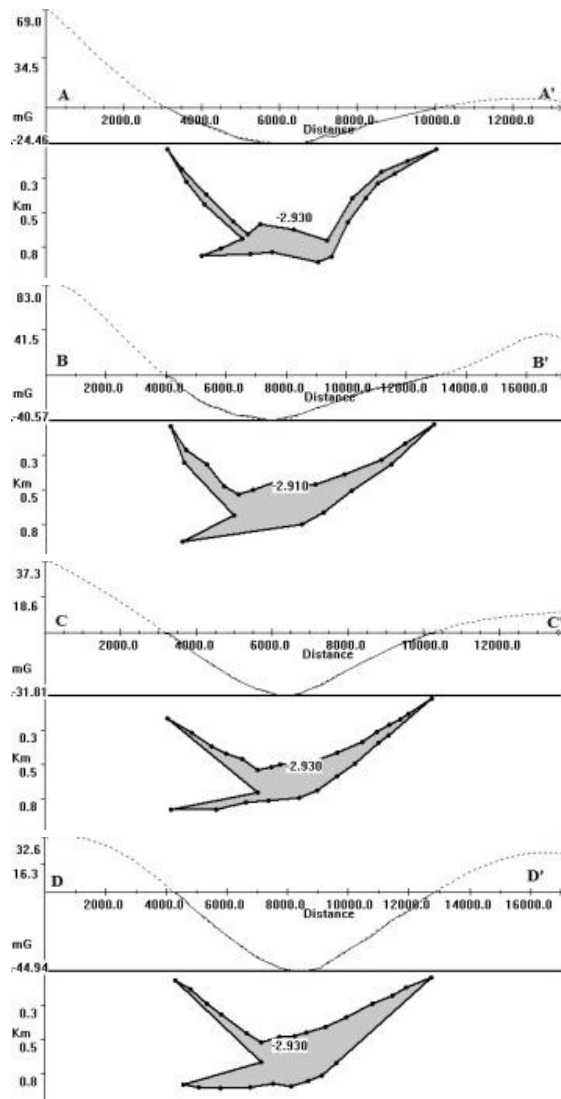 69.0
34.5
A A'
mG 2000.0 4000.0 6000.0 8000.0 10000.0 12000.0
Distance
-24.46
0.3
Km
0.5
-2.930
0.8
83.0
41.5
B B'
mG 2000.0 4000.0 6000.0 8000.0 10000.0 12000.0 14000.0 16000.0
Distance
-40.57
0.3
Km
0.5
-2.910
0.8
37.3
18.6
C C'
2000.0 4000.0 6000.0 8000.0 10000.0 12000.0
Distance
mG
-31.01
0.3
Km
0.5
-2.930
0.8
32.6
16.3
D D'
2000.0 4000.0 6000.0 8000.0 10000.0 12000.0 14000.0 16000.0
Distance
mG
-44.94
0.3
Km
0.5
-2.930
0.8